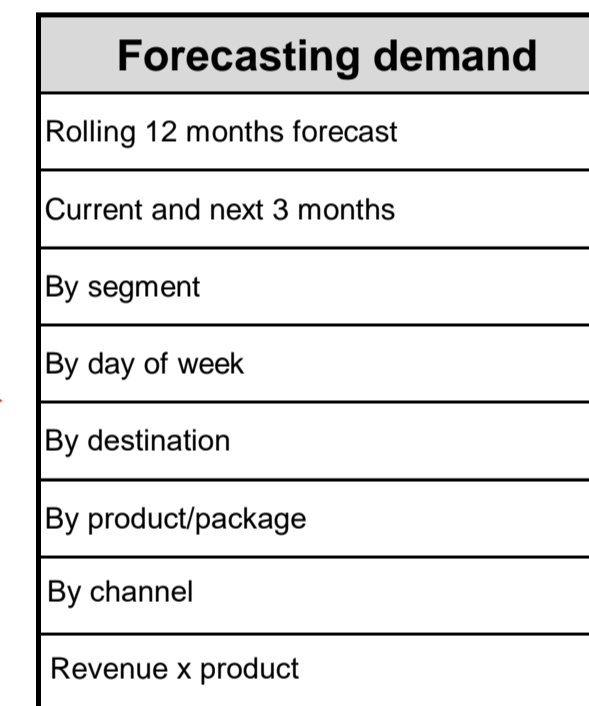 Forecasting demand
Rolling 12 months forecast
Current and next 3 months
By segment
By day of week
By destination
By product/package
By channel
Revenue x product